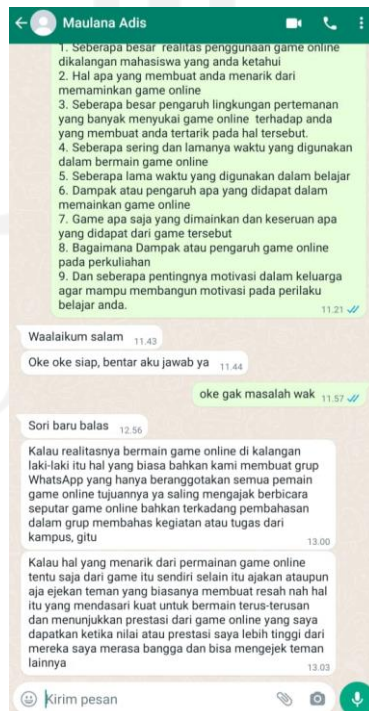 Maulana Adis
1. Seberapa besar realitas penggunaan game online
dikalangan mahasiswa yang anda ketahui
2. Hal apa yang membuat anda menarik dari
memaminkan game online
3. Seberapa besar pengaruh lingkungan pertemanan
yang banyak menyukai game online terhadap anda
yang membuat anda tertarik pada hal tersebut.
4. Seberapa sering dan lamanya waktu yang digunakan
dalam bermain game online
5. Seberapa lama waktu yang digunakan dalam belajar
6. Dampak atau pengaruh apa yang didapat dalam
memainkan game online
7. Game apa saja yang dimainkan dan keseruan apa
yang didapat dari game tersebut
8. Bagaimana Dampak atau pengaruh game online
pada perkuliahan
9. Dan seberapa pentingnya motivasi dalam keluarga
agar mampu membangun motivasi pada perilaku
belajar anda.
11.21
Waalaikum salam 11.43
Oke oke siap, bentar aku jawab ya 11.44
oke gak masalah wak 11.57
Sori baru balas 12.56
Kalau realitasnya bermain game online di kalangan
laki-laki itu hal yang biasa bahkan kami membuat grup
WhatsApp yang hanya beranggotakan semua pemain
game online tujuannya ya saling mengajak berbicara
seputar game online bahkan terkadang pembahasan
dalam grup membahas kegiatan atau tugas dari
kampus, gitu
13.00
Kalau hal yang menarik dari permainan game online
tentu saja dari game itu sendiri selain itu ajakan ataupun
aja ejekan teman yang biasanya membuat resah nah hal
itu yang mendasari kuat untuk bermain terus-terusan
dan menunjukkan prestasi dari game online yang saya
dapatkan ketika nilai atau prestasi saya lebih tinggi dari
mereka saya merasa bangga dan bisa mengejek teman
lainnya
13.03
Kirim pesan